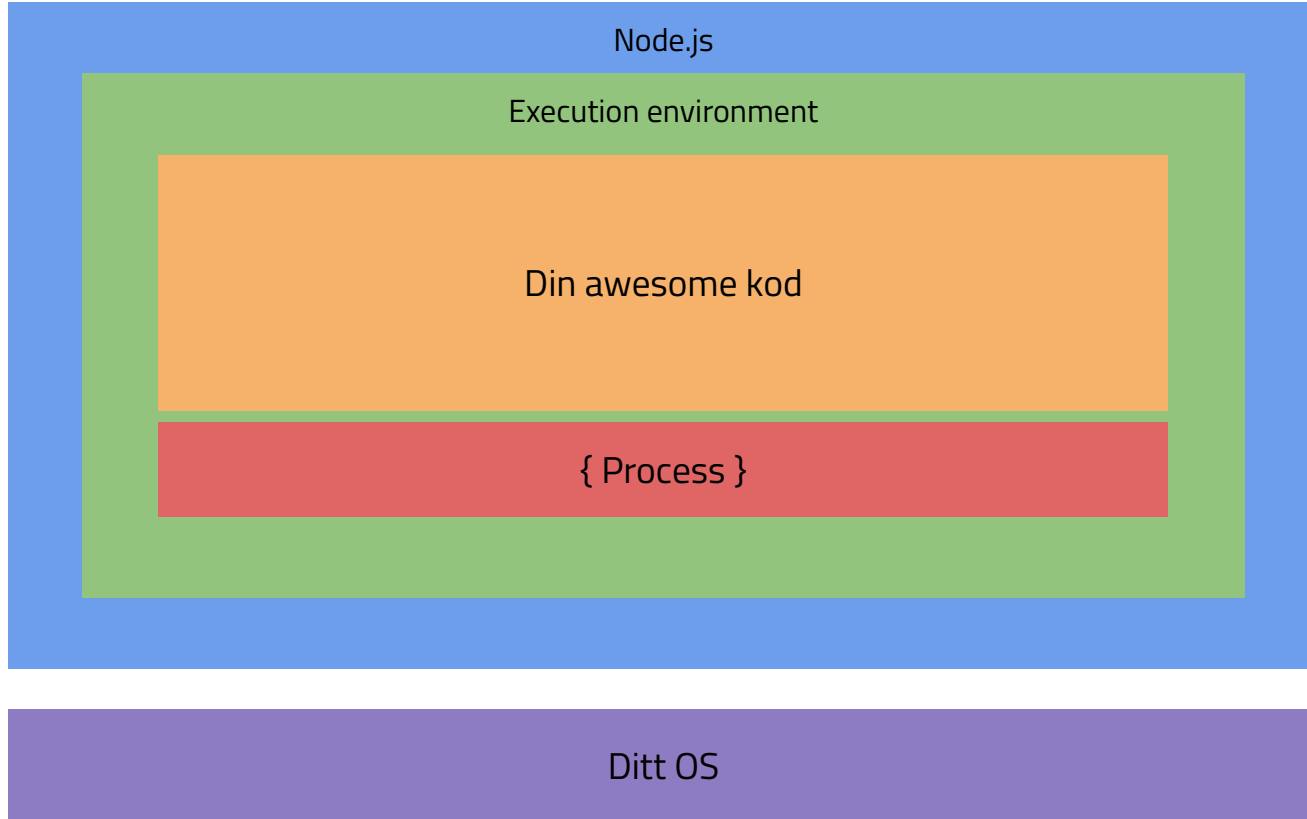 Node.js
Execution environment
Din awesome kod
{ Process }
Ditt OS